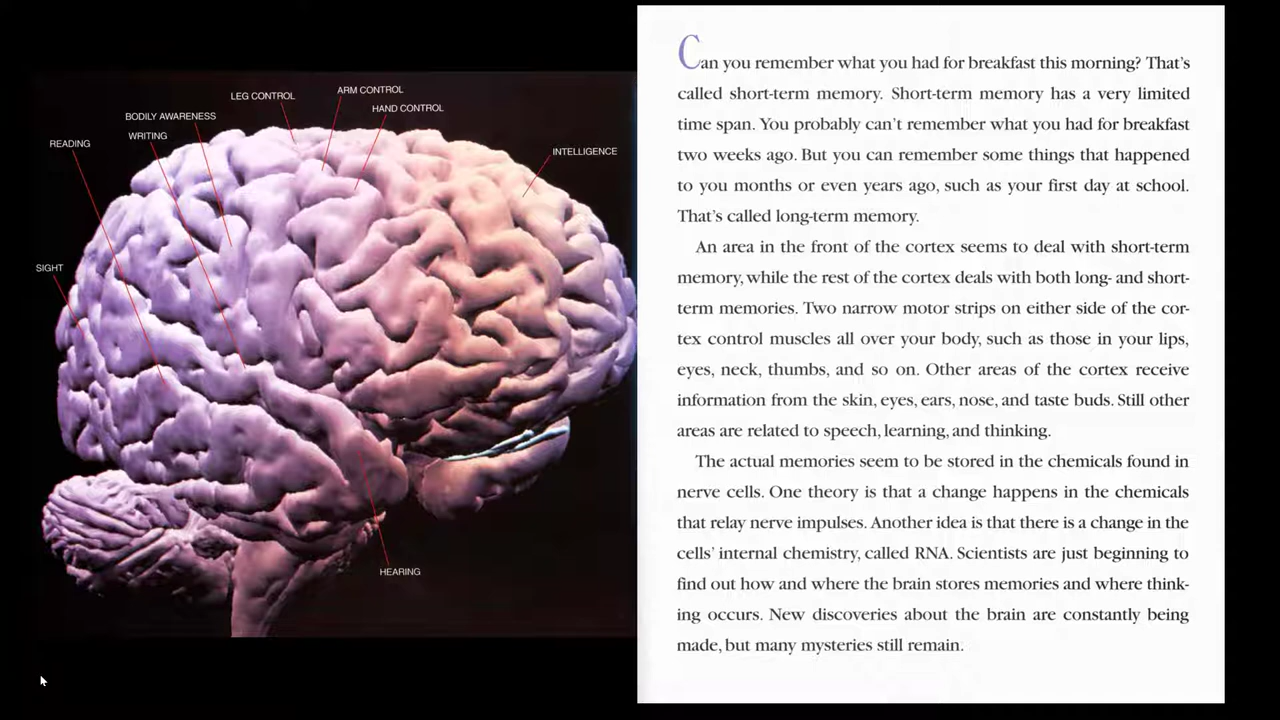 LEG CONTROL
ARM CONTROL
HAND CONTROL
BODILY AWARENESS
WRITING
READING
INTELLIGENCE
SIGHT
HEARING
Can you remember what you had for breakfast this morning? That's
called short-term memory. Short-term memory has a very limited
time span. You probably can't remember what you had for breakfast
two weeks ago. But you can remember some things that happened
to you months or even years ago, such as your first day at school.
That's called long-term memory.
An area in the front of the cortex seems to deal with short-term
memory, while the rest of the cortex deals with both long- and short-
term memories. Two narrow motor strips on either side of the cor-
tex control muscles all over your body, such as those in your lips,
eyes, neck, thumbs, and so on. Other areas of the cortex receive
information from the skin, eyes, ears, nose, and taste buds. Still other
areas are related to speech, learning, and thinking.
The actual memories seem to be stored in the chemicals found in
nerve cells. One theory is that a change happens in the chemicals
that relay nerve impulses. Another idea is that there is a change in the
cells' internal chemistry, called RNA. Scientists are just beginning to
find out how and where the brain stores memories and where think-
ing occurs. New discoveries about the brain are constantly being
made, but many mysteries still remain.